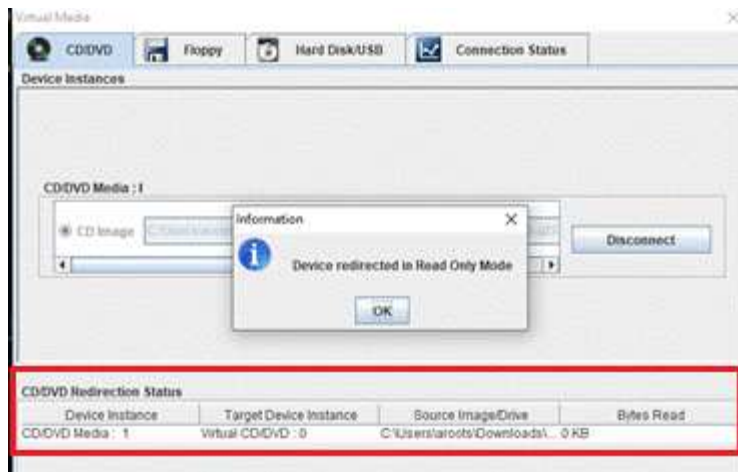 Virtual Media
CD/DVD Floppy Hard Disk/USB Connection Status
Device Instances
CD/DVD Media : I
CD Image
Disconnect
Information
Device redirected in Read Only Mode
OK
CD/DVD Redirection Status
Device Instance Target Device Instance Source Image/Drive Bytes Read
CD/DVD Media : 1 Virtual CD/DVD : 0 C:\Users\aroots\Downloads\... 0 KB